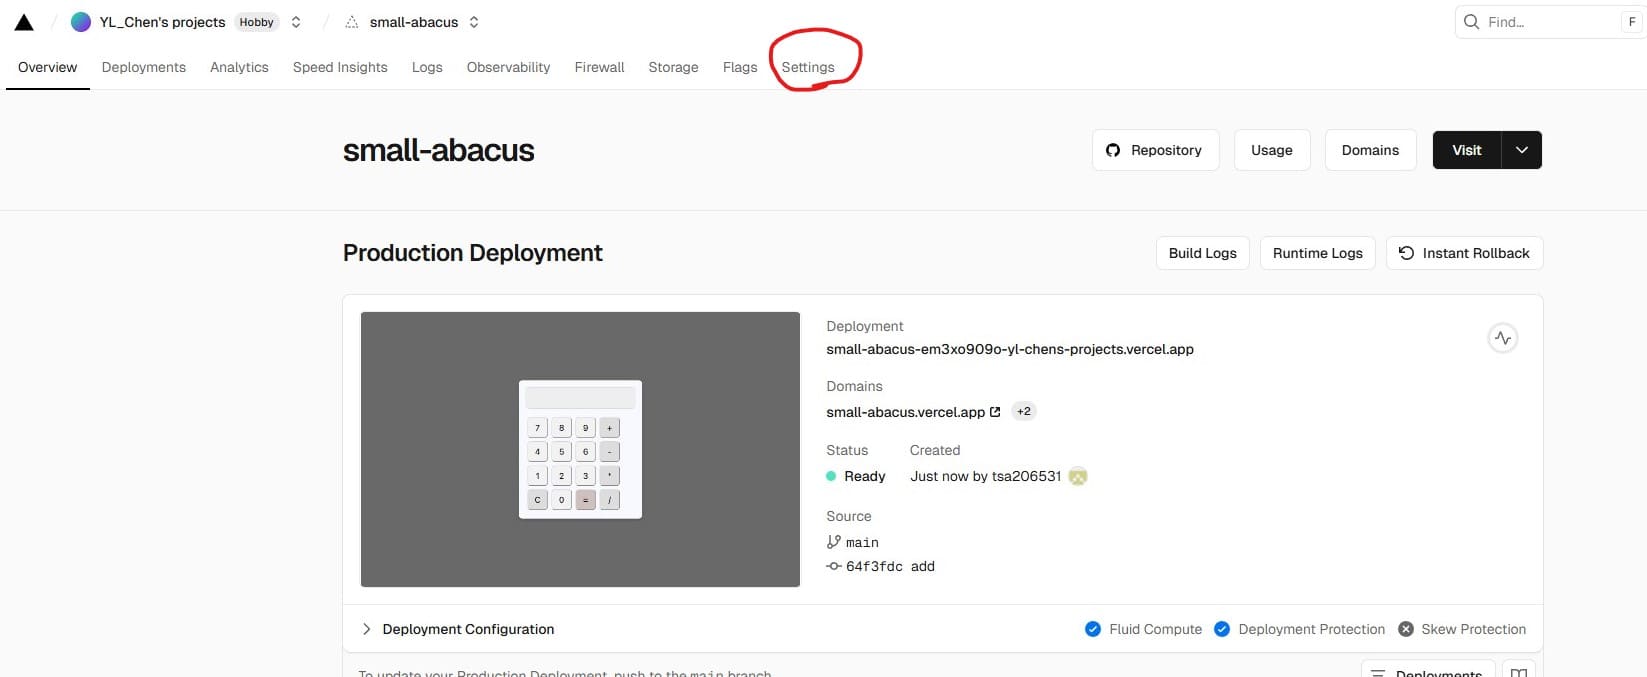 YL_Chen's projects Hobby small-abacus Find... F
Overview Deployments Analytics Speed Insights Logs Observability Firewall Storage Flags Settings
small-abacus Repository Usage Domains Visit
Production Deployment Build Logs Runtime Logs Instant Rollback
Deployment
small-abacus-em3xo909o-yl-chens-projects.vercel.app
Domains
small-abacus.vercel.app +2
Status Created
Ready Just now by tsa206531
Source
main
64f3fdc add
7 8 9 +
4 5 6 -
1 2 3 *
C 0 = /
Deployment Configuration Fluid Compute Deployment Protection Skew Protection
To update your Production Deployment, push to the main branch. Deployments